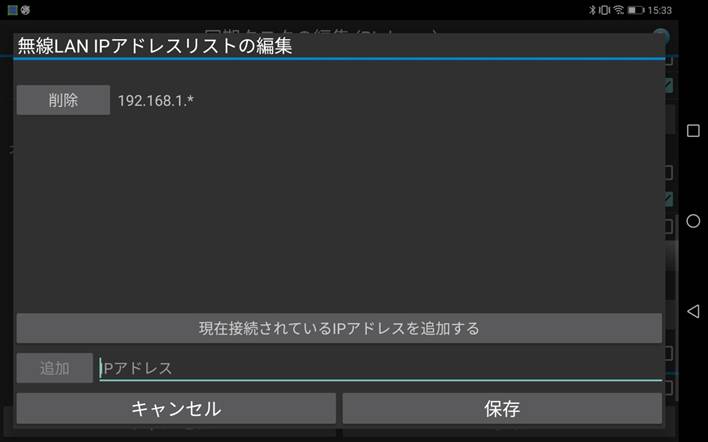 15:33
無線LAN IPアドレスリストの編集
削除 192.168.1.*
現在接続されているIPアドレスを追加する
追加 IPアドレス
キャンセル 保存